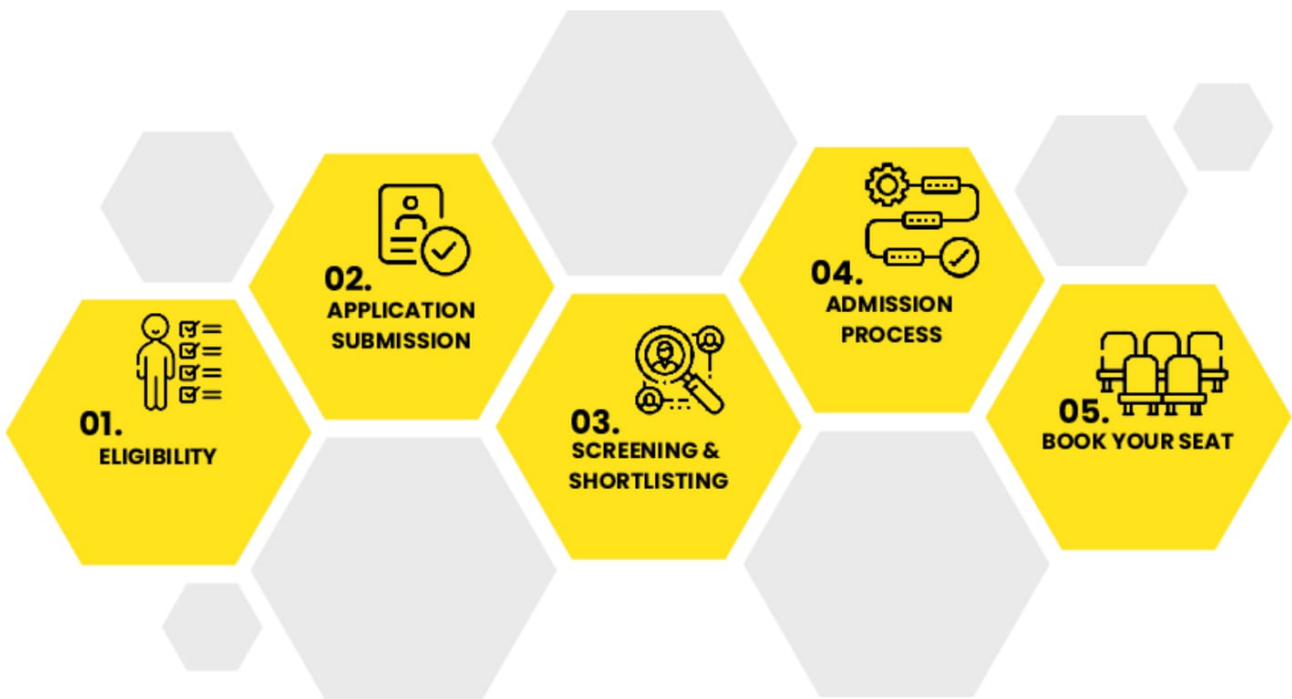 01.
ELIGIBILITY
02.
APPLICATION
SUBMISSION
03.
SCREENING &
SHORTLISTING
04.
ADMISSION
PROCESS
05.
BOOK YOUR SEAT